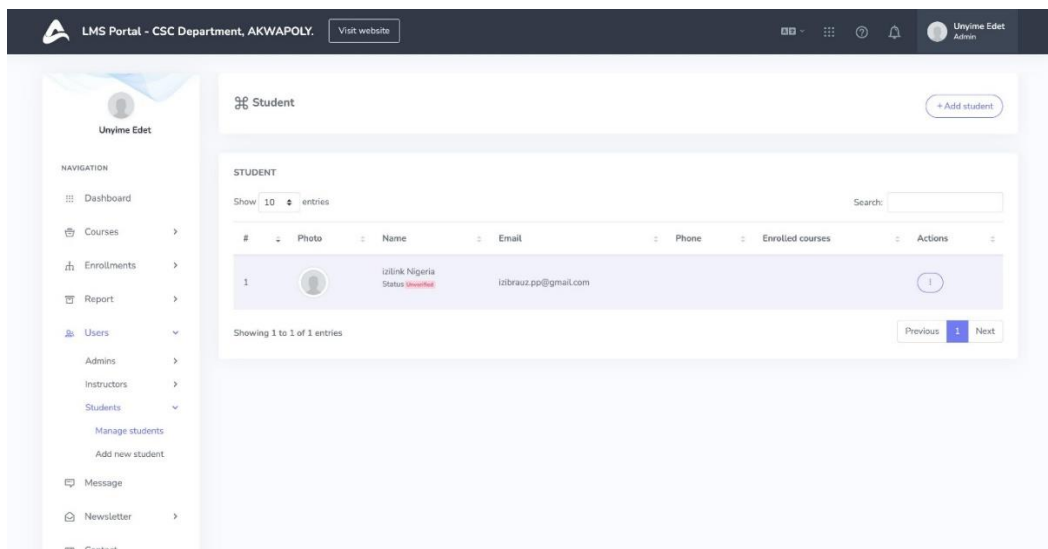 LMS Portal - CSC Department, AKWAPOLY. Visit website
Unyime Edet
Admin
Unyime Edet
NAVIGATION
Dashboard
Courses
Enrollments
Report
Users
Admins
Instructors
Students
Manage students
Add new student
Message
Newsletter
Contact
Student
+ Add student
STUDENT
Show 10 entries
Search:
# Photo Name Email Phone Enrolled courses Actions
1 izilink Nigeria izibrauz.pp@gmail.com
Status Unverified
Showing 1 to 1 of 1 entries
Previous 1 Next